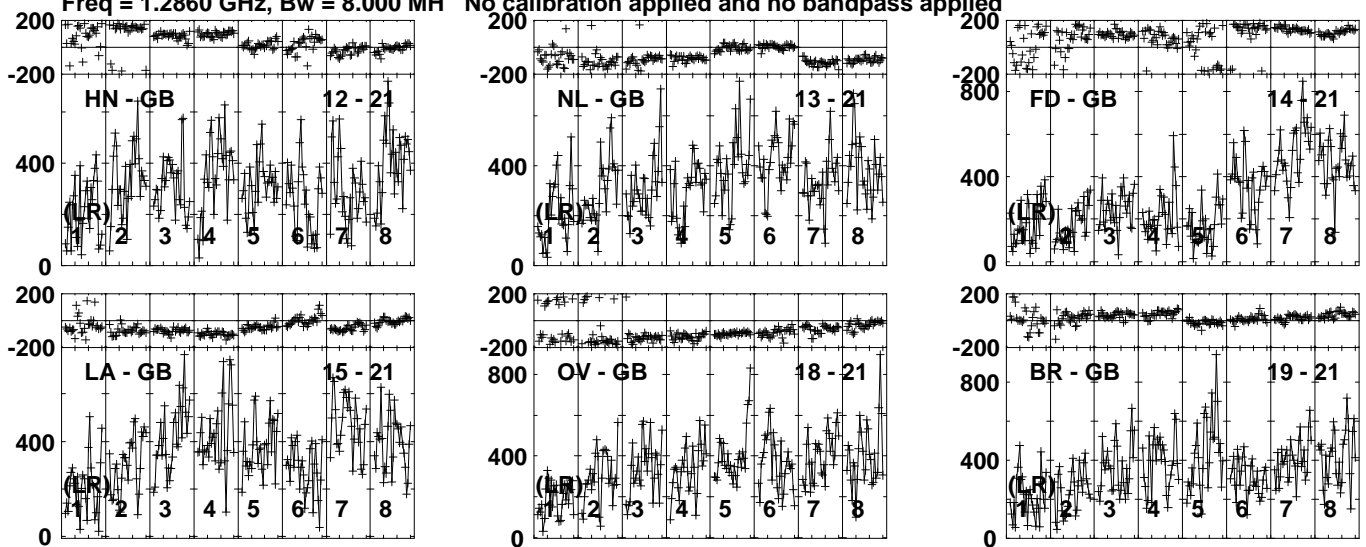 Freq = 1.2860 GHz, Bw = 8.000 MH No calibration applied and no bandpass applied
200
-200
HN - GB 12 - 21
400
(LR)
1 2 3 4 5 6 7 8
0
200
-200
NL - GB 13 - 21
400
(LR)
1 2 3 4 5 6 7 8
0
200
-200
800
FD - GB 14 - 21
400
(LR)
1 2 3 4 5 6 7 8
0
200
-200
LA - GB 15 - 21
400
(LR)
1 2 3 4 5 6 7 8
0
200
-200
800
OV - GB 18 - 21
400
(LR)
1 2 3 4 5 6 7 8
0
200
-200
800
BR - GB 19 - 21
400
(LR)
1 2 3 4 5 6 7 8
0